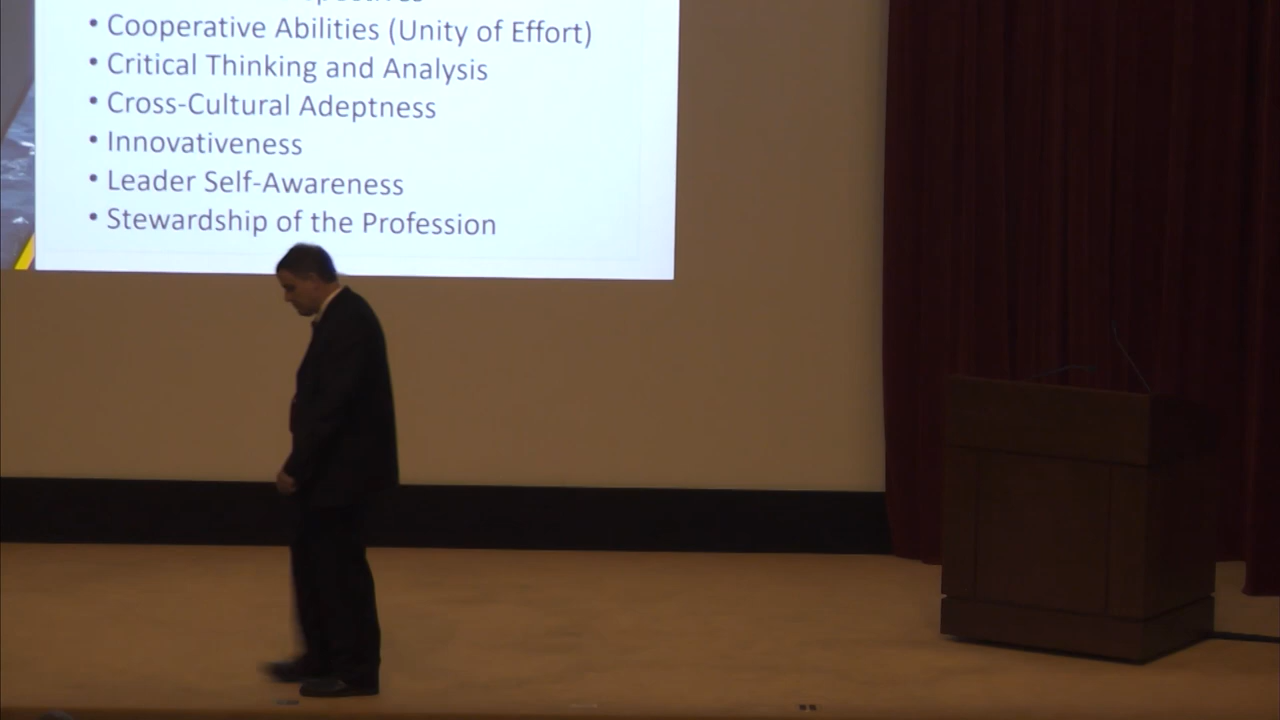 • Cooperative Abilities (Unity of Effort)
• Critical Thinking and Analysis
• Cross-Cultural Adeptness
• Innovativeness
• Leader Self-Awareness
• Stewardship of the Profession